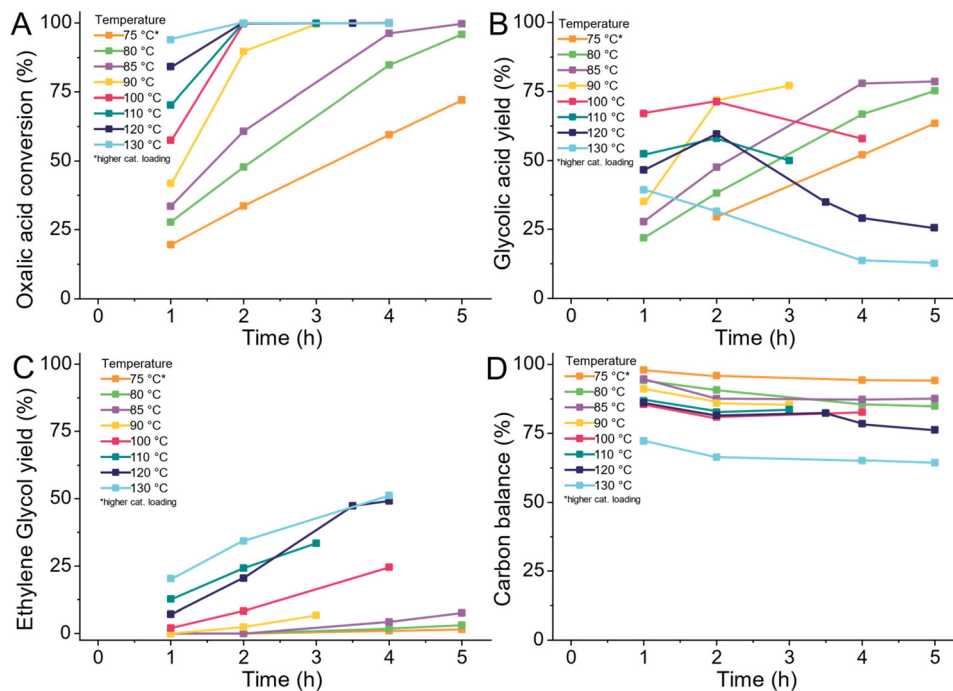 A
Oxalic acid conversion (%)
100
75
50
25
0
Temperature
75 °C*
80 °C
85 °C
90 °C
100 °C
110 °C
120 °C
130 °C
*higher cat. loading
0 1 2 3 4 5
Time (h)
B
Glycolic acid yield (%)
100
75
50
25
0
Temperature
75 °C*
80 °C
85 °C
90 °C
100 °C
110 °C
120 °C
130 °C
*higher cat. loading
0 1 2 3 4 5
Time (h)
C
Ethylene Glycol yield (%)
100
75
50
25
0
Temperature
75 °C*
80 °C
85 °C
90 °C
100 °C
110 °C
120 °C
130 °C
*higher cat. loading
0 1 2 3 4 5
Time (h)
D
Carbon balance (%)
100
75
50
25
0
Temperature
75 °C*
80 °C
85 °C
90 °C
100 °C
110 °C
120 °C
130 °C
*higher cat. loading
0 1 2 3 4 5
Time (h)